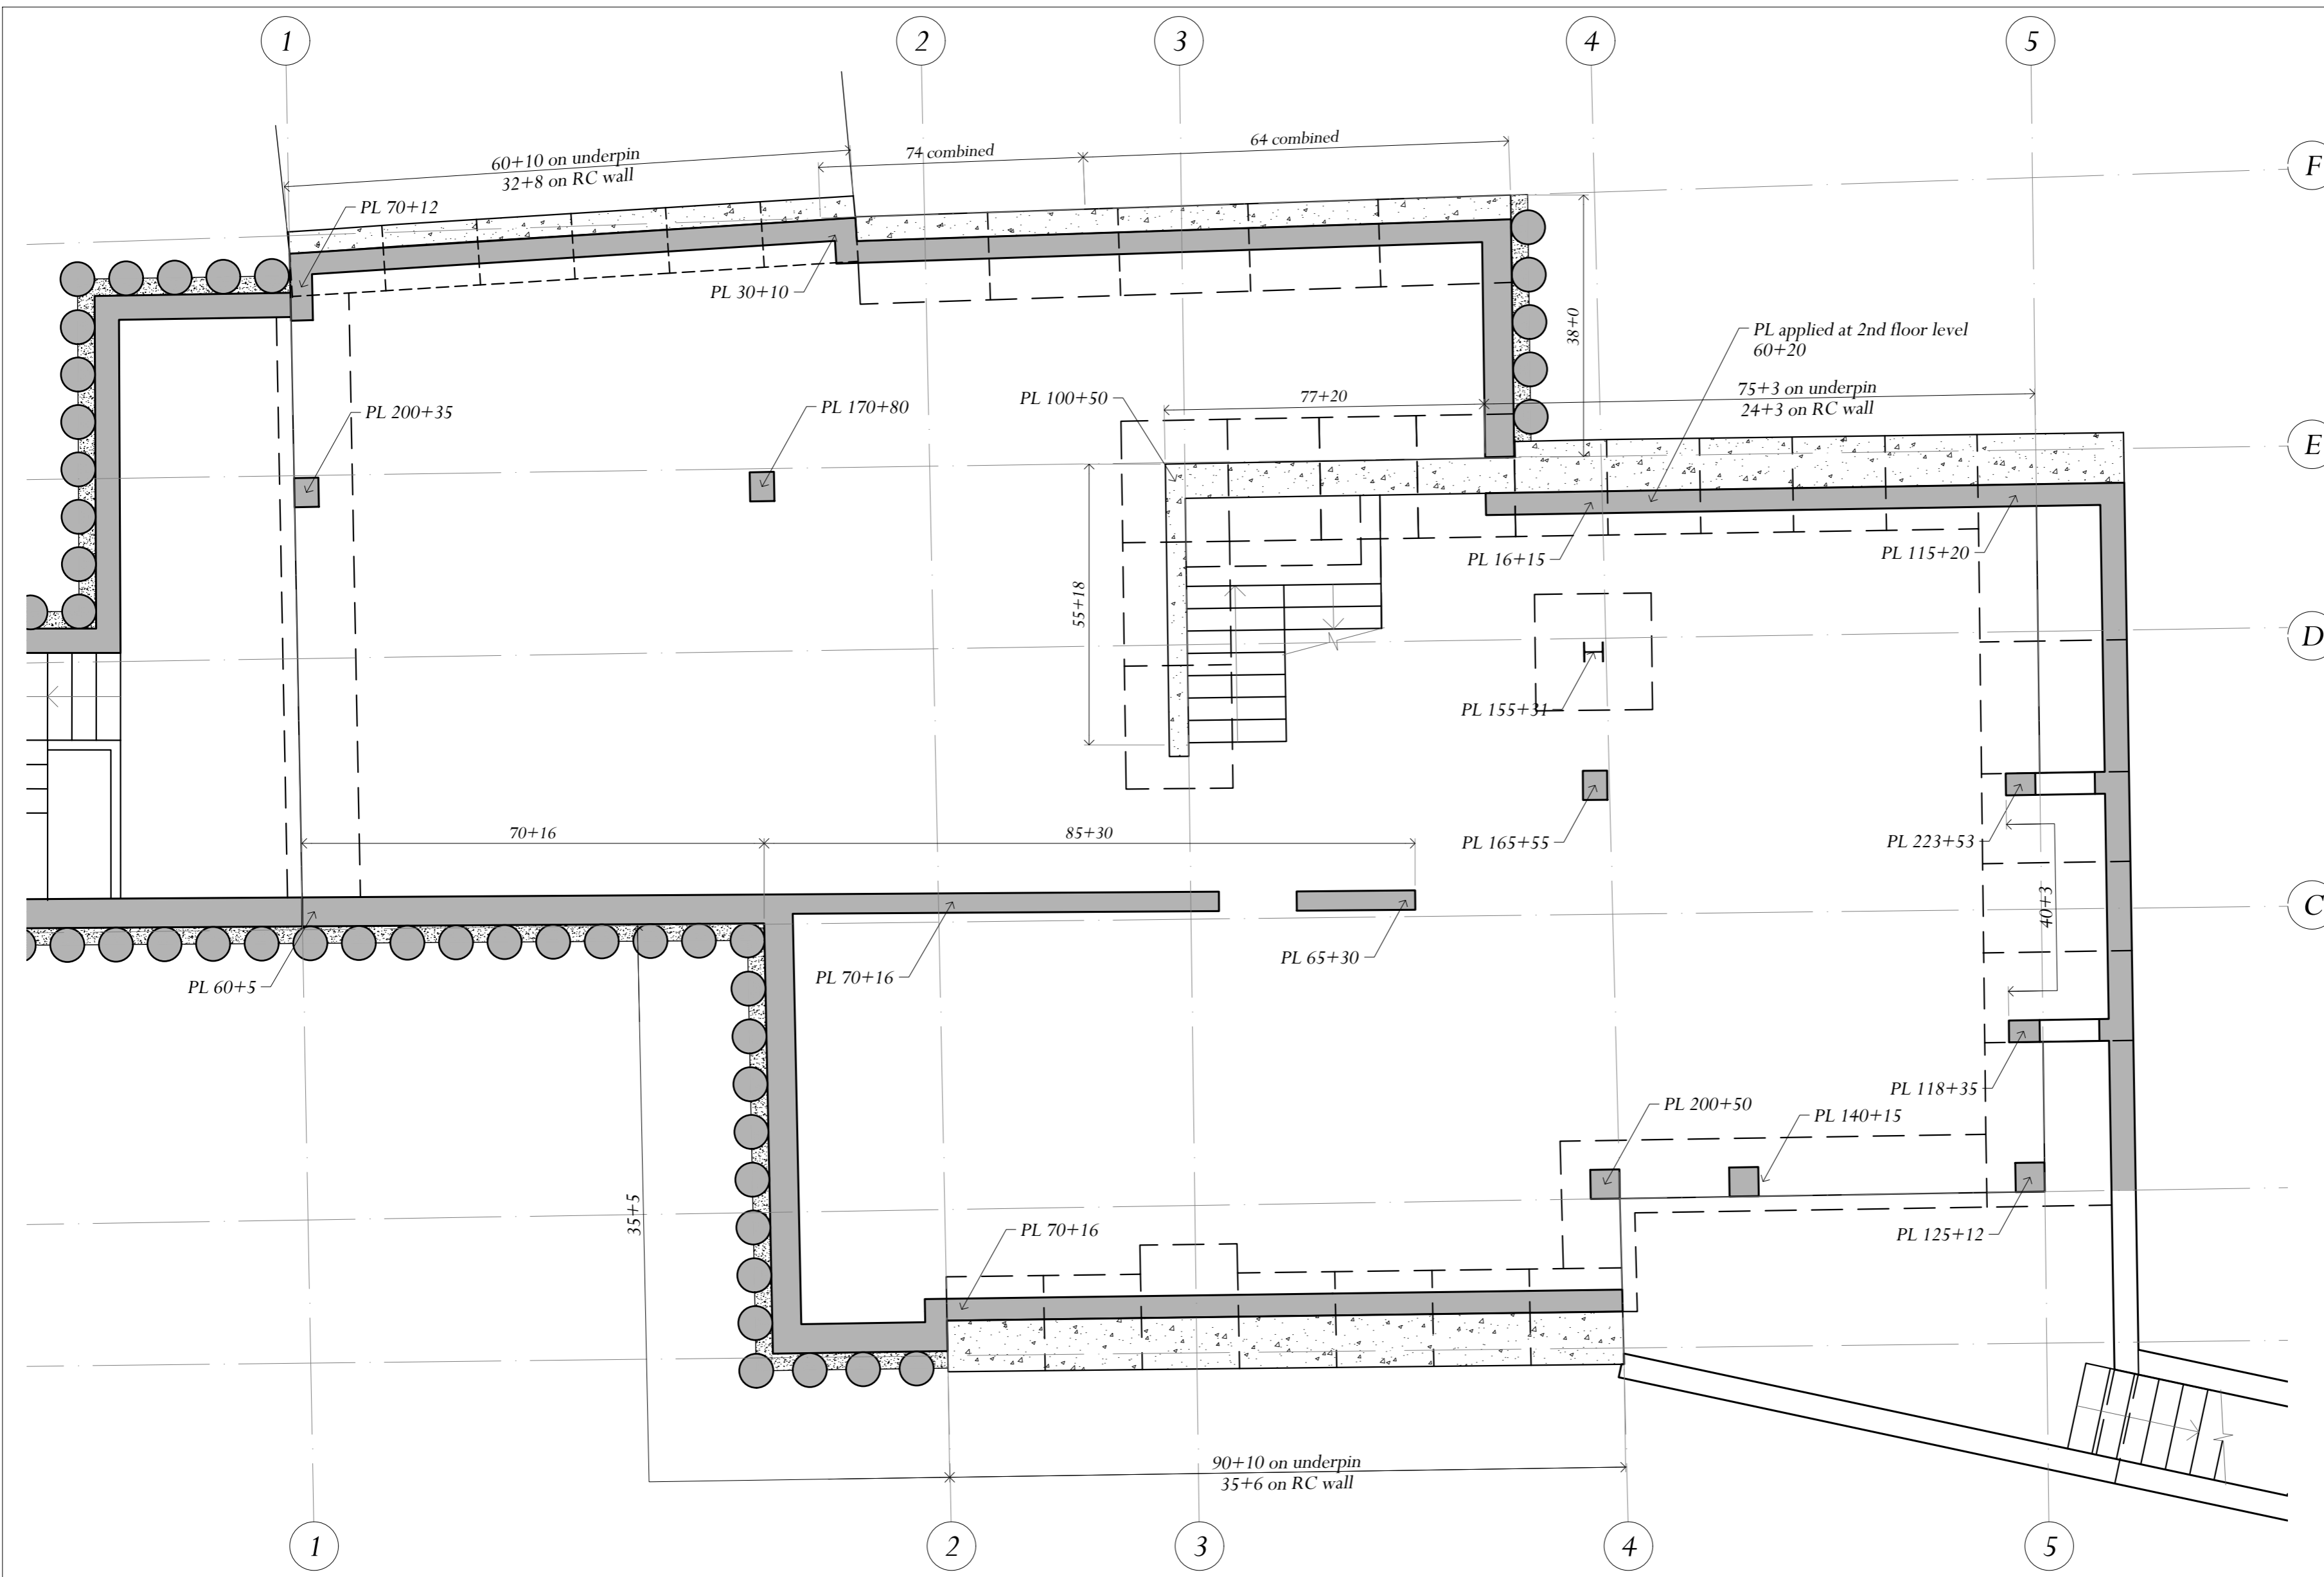 1
2
3
4
5
F
64 combined
74 combined
60+10 on underpin
32+8 on RC wall
PL 70+12
PL 30+10
38+0
PL applied at 2nd floor level
60+20
75+3 on underpin
24+3 on RC wall
77+20
PL 100+50
PL 200+35
PL 170+80
E
PL 16+15
PL 115+20
55+18
D
PL 155+31
70+16
85+30
PL 165+55
PL 223+53
40+3
C
PL 60+5
PL 70+16
PL 65+30
PL 118+35
PL 200+50
PL 140+15
35+5
PL 70+16
PL 125+12
90+10 on underpin
35+6 on RC wall
1
2
3
4
5